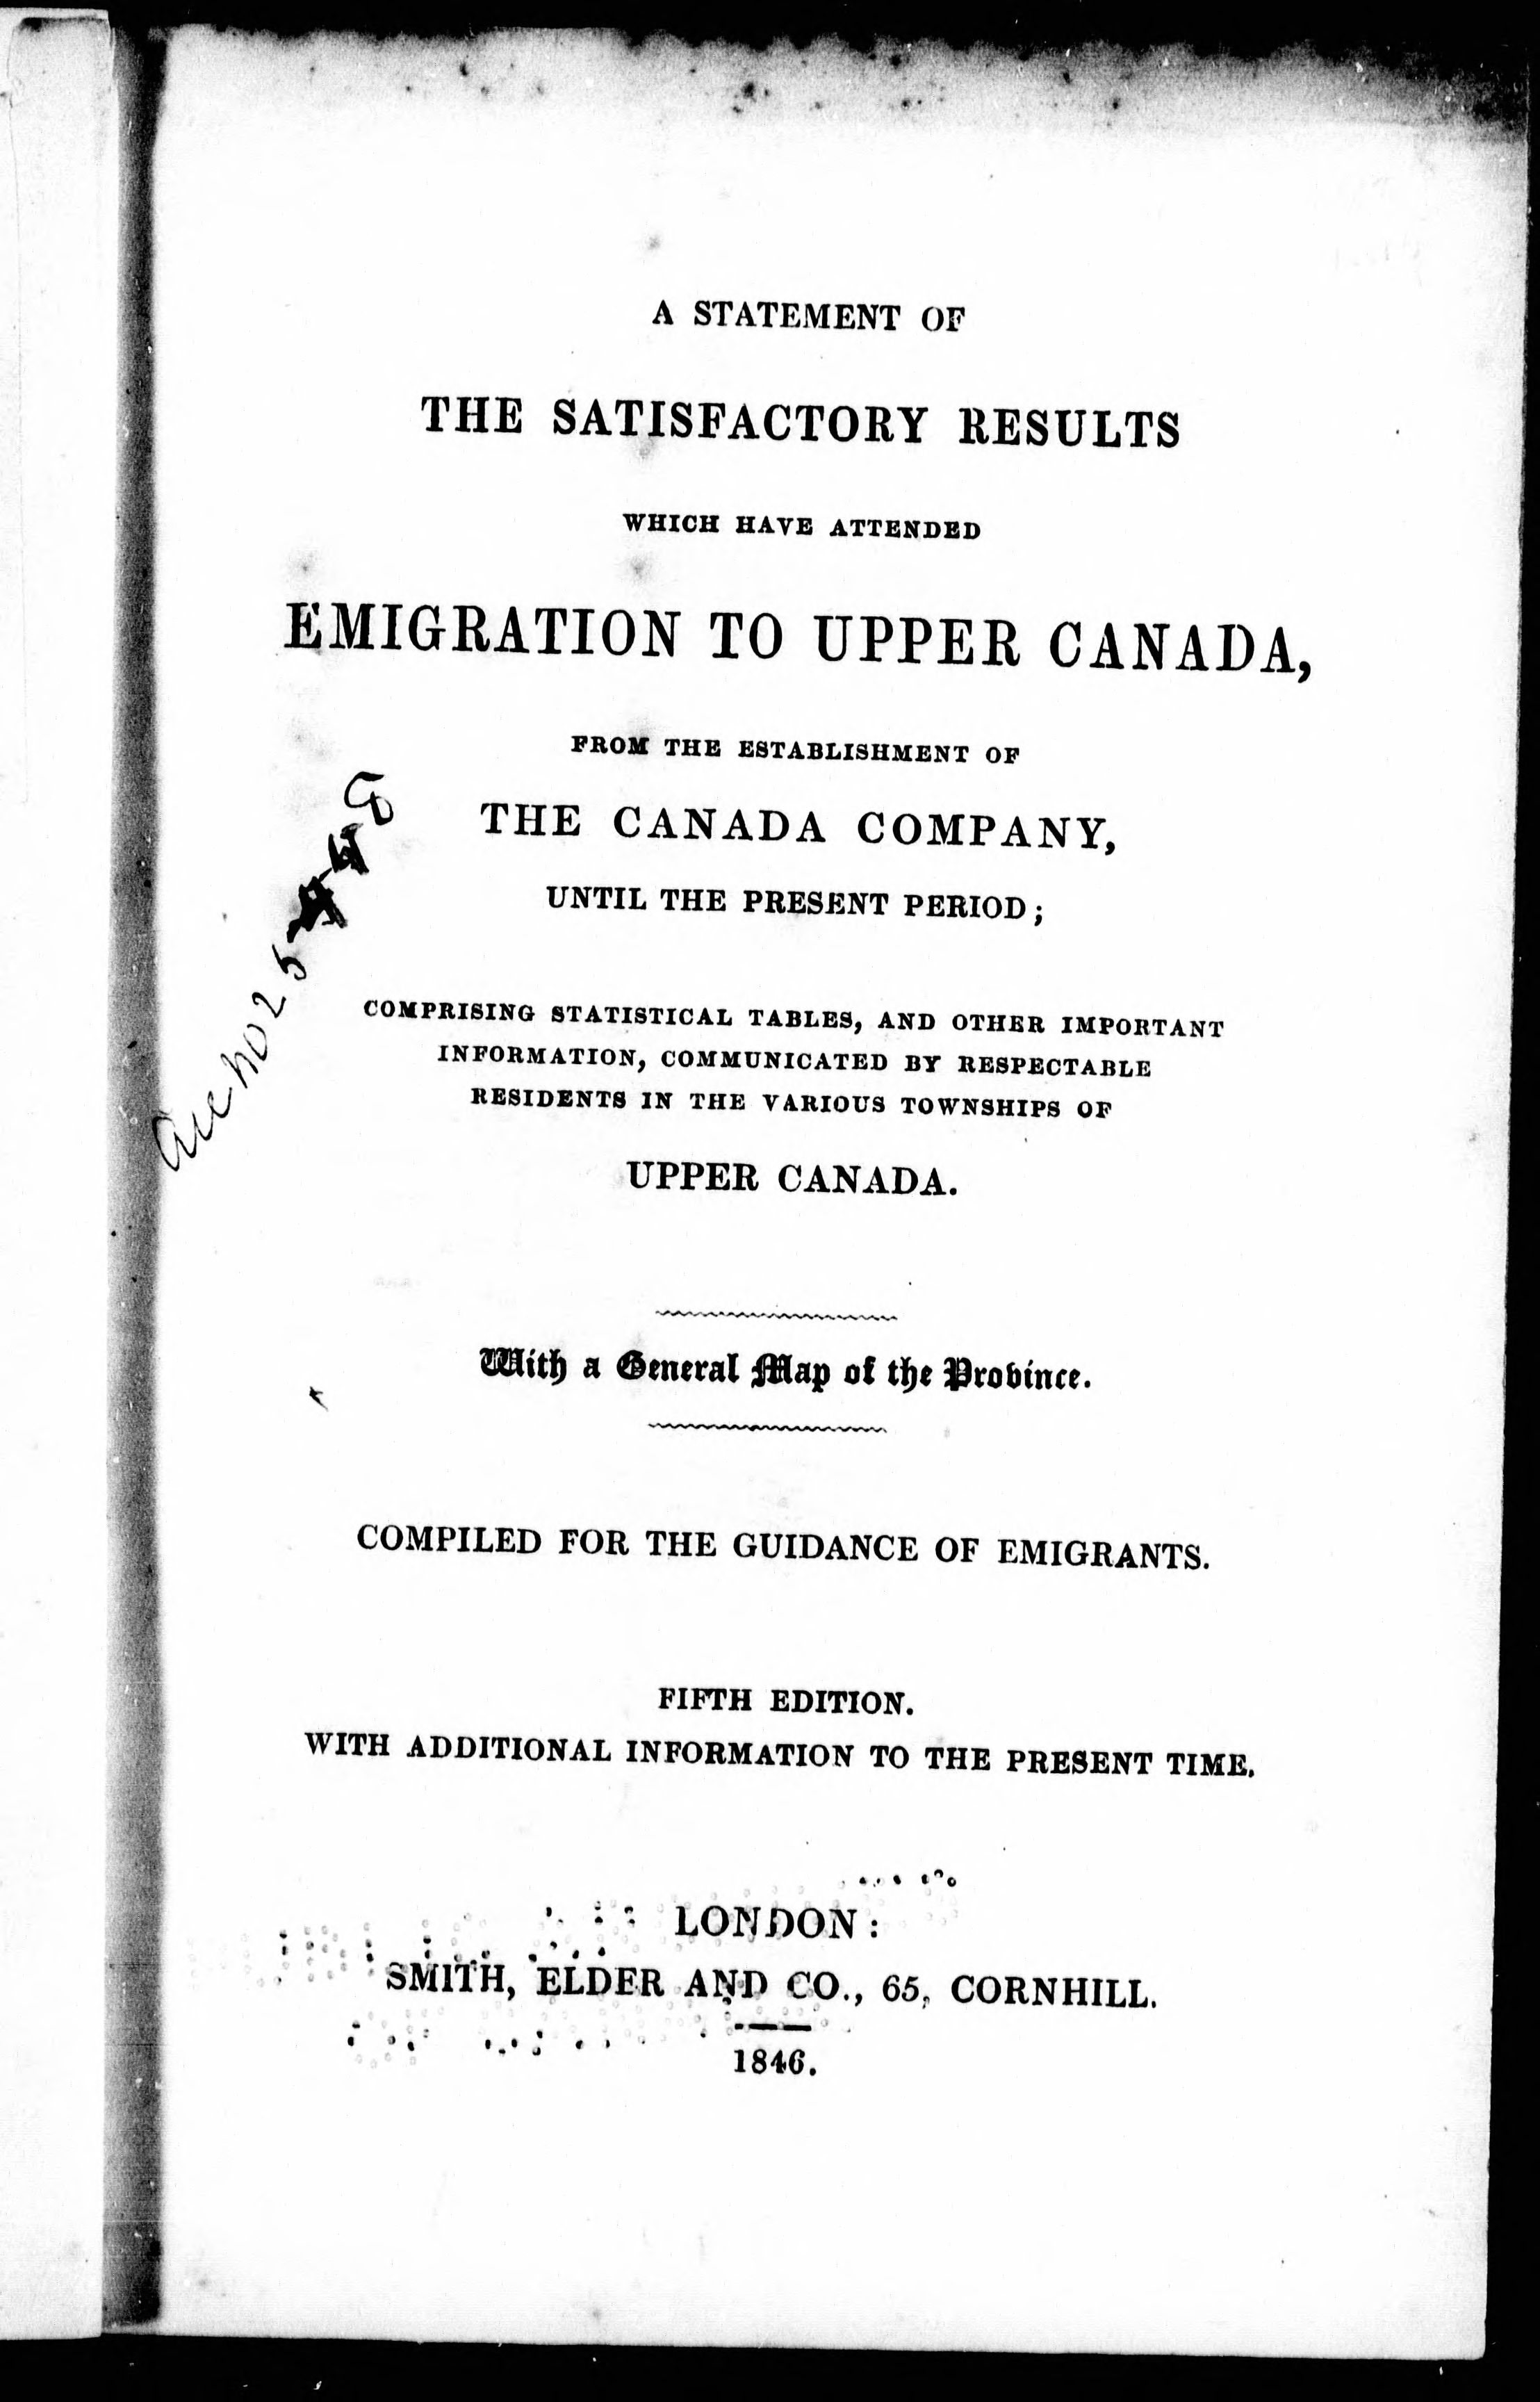 A STATEMENT OF
THE SATISFACTORY RESULTS
WHICH HAVE ATTENDED
EMIGRATION TO UPPER CANADA,
FROM THE ESTABLISHMENT OF
THE CANADA COMPANY,
UNTIL THE PRESENT PERIOD;
COMPRISING STATISTICAL TABLES, AND OTHER IMPORTANT
INFORMATION, COMMUNICATED BY RESPECTABLE
RESIDENTS IN THE VARIOUS TOWNSHIPS OF
UPPER CANADA.
With a General Map of the Province.
COMPILED FOR THE GUIDANCE OF EMIGRANTS.
FIFTH EDITION.
WITH ADDITIONAL INFORMATION TO THE PRESENT TIME.
LONDON:
SMITH, ELDER AND CO., 65, CORNHILL.
1846.